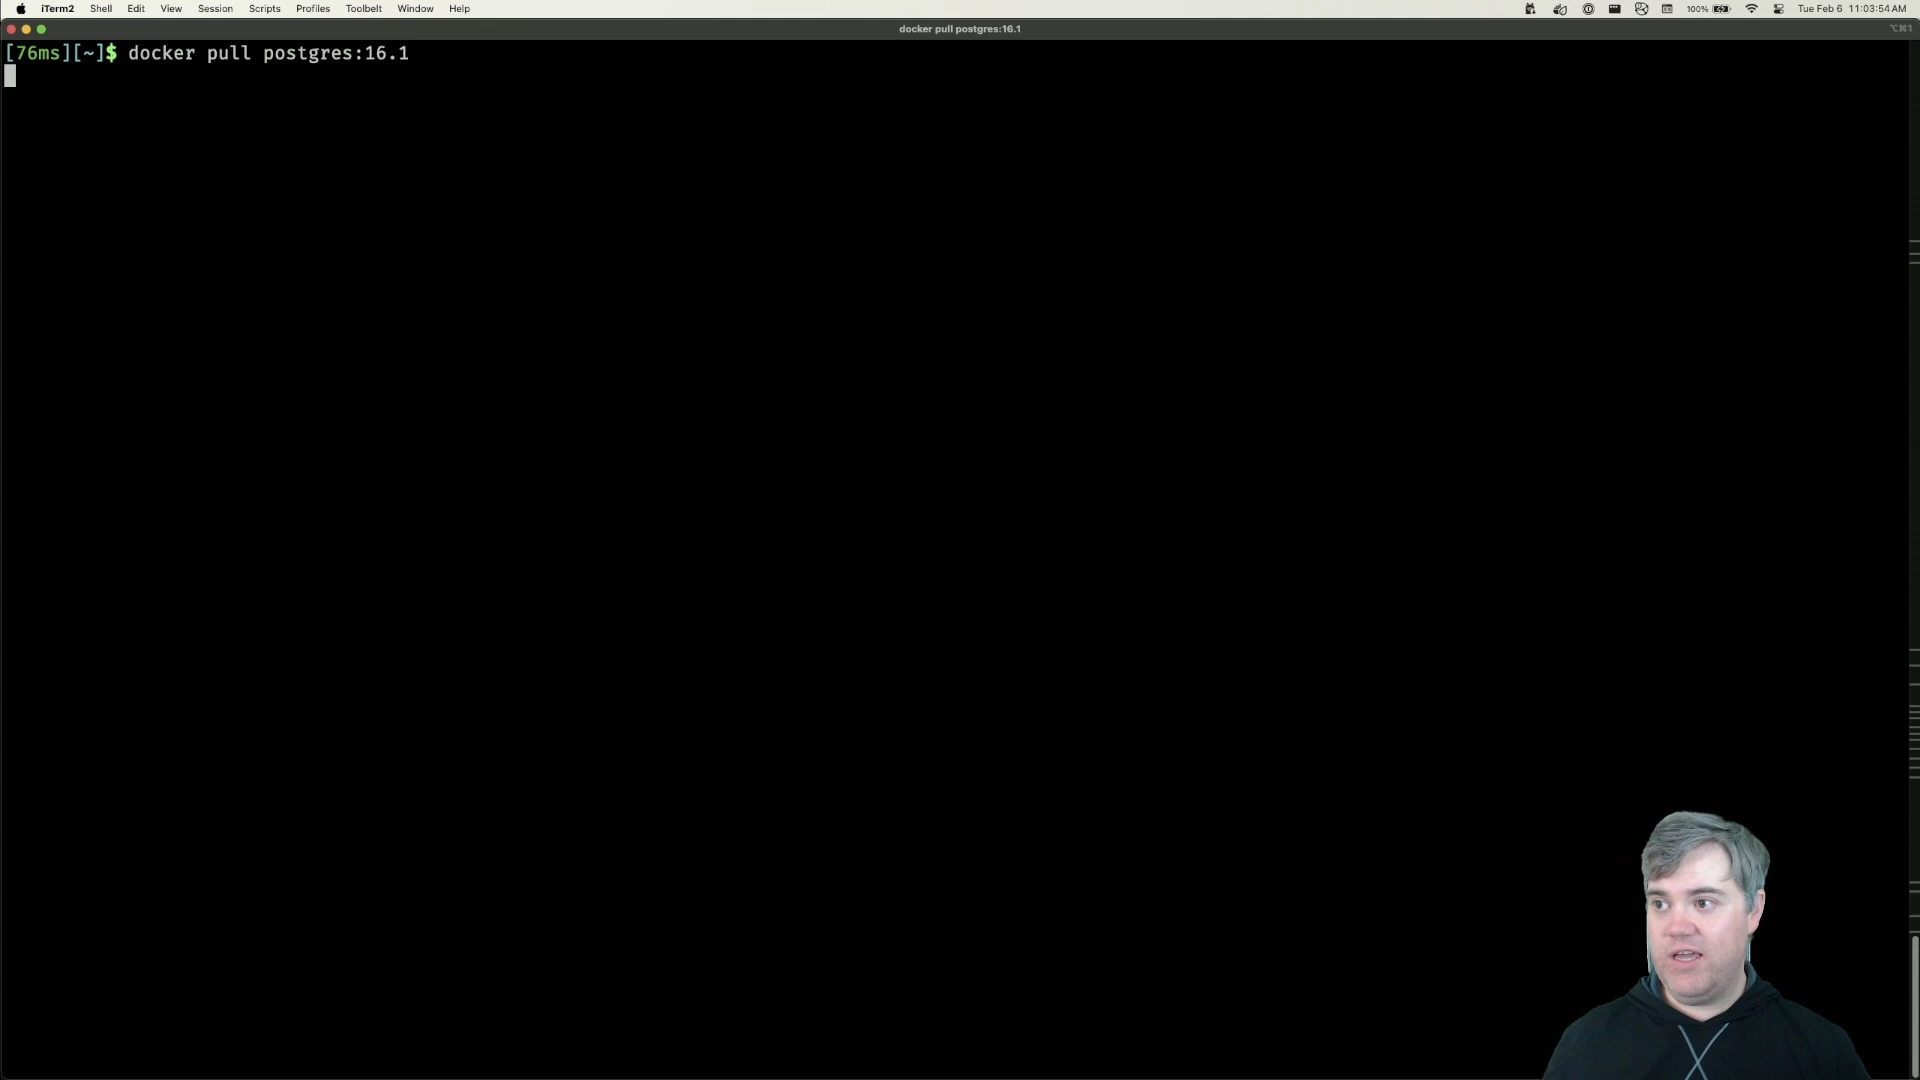 iTerm2 Shell Edit View Session Scripts Profiles Toolbelt Window Help 100% Tue Feb 6 11:03:54 AM
docker pull postgres:16.1 ⌥⌘1
[76ms][~]$ docker pull postgres:16.1